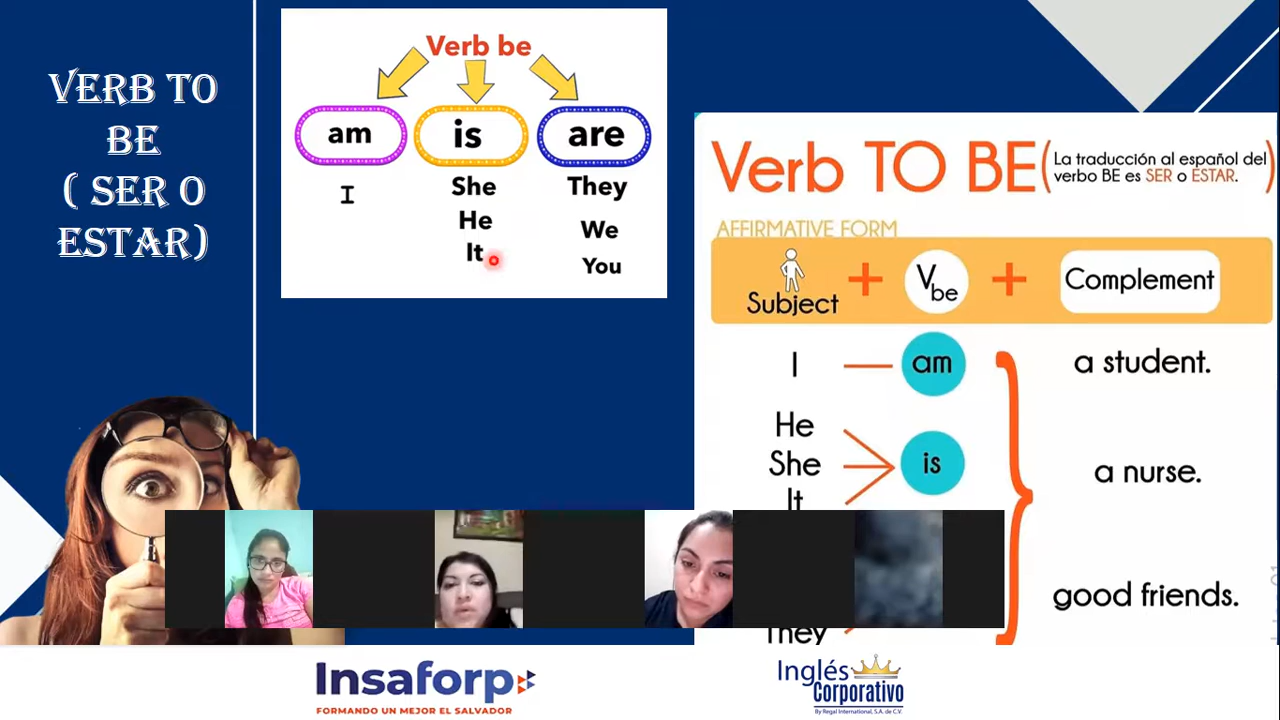 VERB TO
BE
( SER O
ESTAR)
Verb be
am is are
I
She
He
It
They
We
You
Verb TO BE
(La traducción al español del
verbo BE es SER o ESTAR.)
AFFIRMATIVE FORM
Subject + Vbe + Complement
I am a student.
He
She
It
is
a nurse.
good friends.
They
Insaforp
FORMANDO UN MEJOR EL SALVADOR
Inglés
Corporativo
By Regal International, S.A. de C.V.